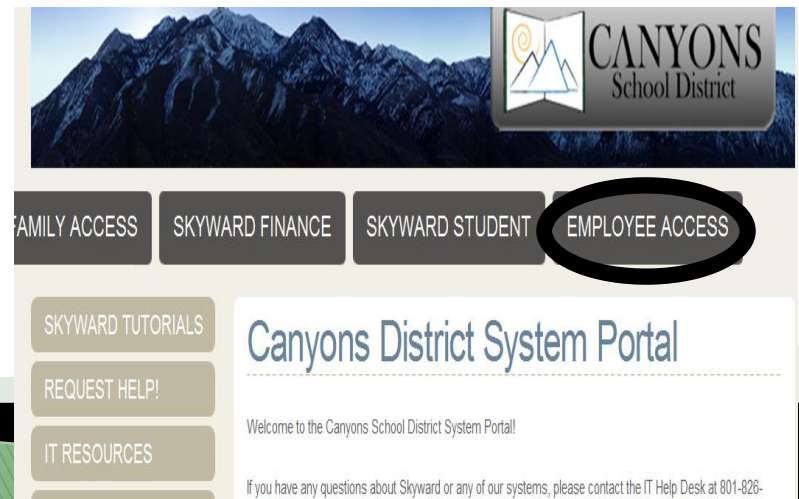 CANYONS
School District
FAMILY ACCESS
SKYWARD FINANCE
SKYWARD STUDENT
EMPLOYEE ACCESS
SKYWARD TUTORIALS
REQUEST HELP!
IT RESOURCES
Canyons District System Portal
Welcome to the Canyons School District System Portal!
If you have any questions about Skyward or any of our systems, please contact the IT Help Desk at 801-826-